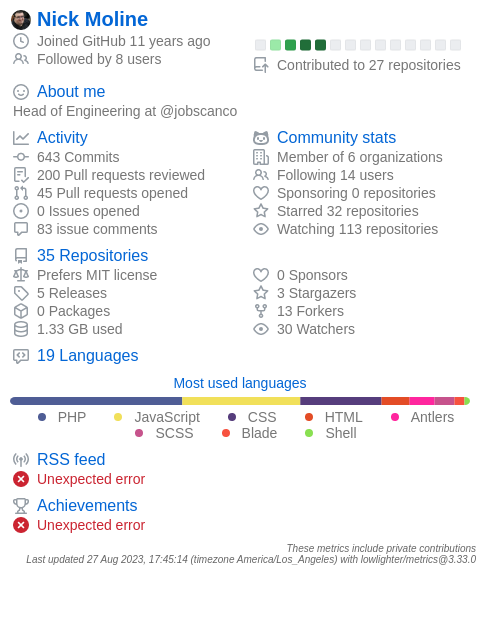 Nick Moline
Joined GitHub 11 years ago
Followed by 8 users
Contributed to 27 repositories
About me
Head of Engineering at @jobscanco
Activity
643 Commits
200 Pull requests reviewed
45 Pull requests opened
0 Issues opened
83 issue comments
Community stats
Member of 6 organizations
Following 14 users
Sponsoring 0 repositories
Starred 32 repositories
Watching 113 repositories
35 Repositories
Prefers MIT license
5 Releases
0 Packages
1.33 GB used
0 Sponsors
3 Stargazers
13 Forkers
30 Watchers
19 Languages
Most used languages
PHP JavaScript CSS HTML Antlers
SCSS Blade Shell
RSS feed
Unexpected error
Achievements
Unexpected error
These metrics include private contributions
Last updated 27 Aug 2023, 17:45:14 (timezone America/Los_Angeles) with lowlighter/metrics@3.33.0